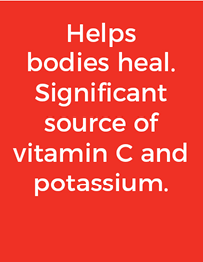 Helps
bodies heal.
Significant
source of
vitamin C and
potassium.